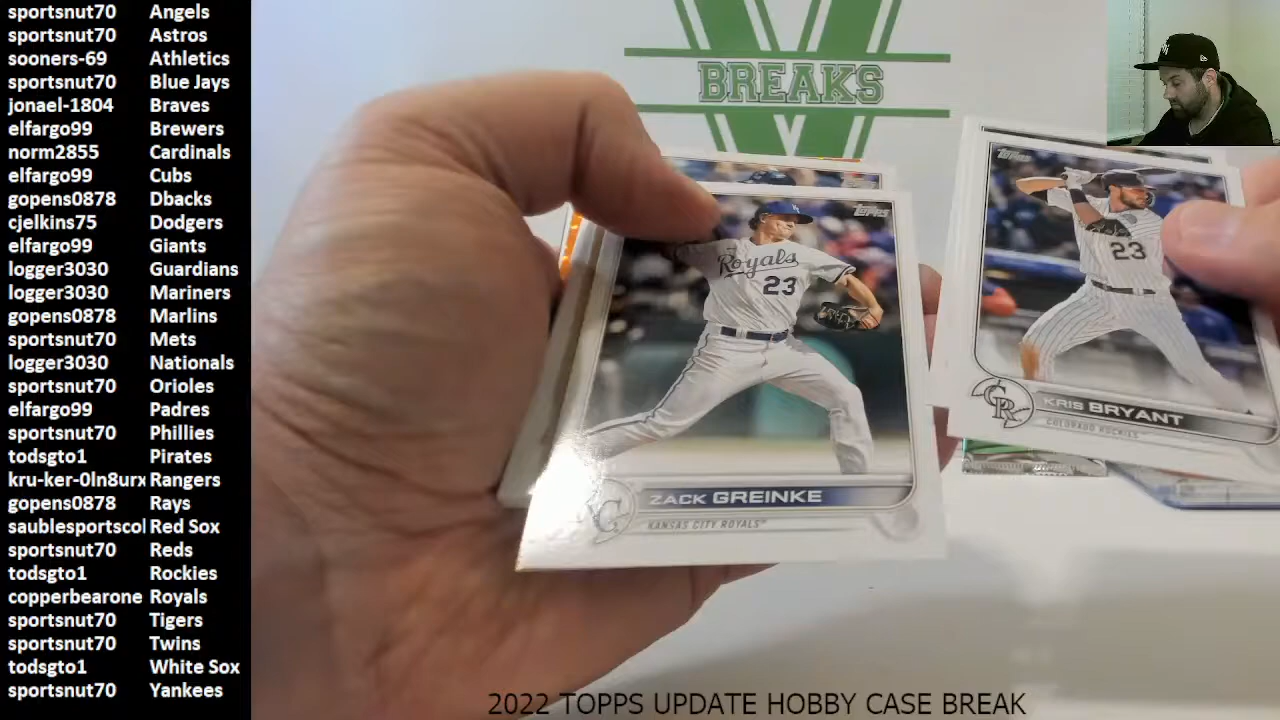 sportsnut70 Angels
sportsnut70 Astros
sooners-69 Athletics
sportsnut70 Blue Jays
jonael-1804 Braves
elfargo99 Brewers
norm2855 Cardinals
elfargo99 Cubs
gopens0878 Dbacks
cjelkins75 Dodgers
elfargo99 Giants
logger3030 Guardians
logger3030 Mariners
gopens0878 Marlins
sportsnut70 Mets
logger3030 Nationals
sportsnut70 Orioles
elfargo99 Padres
sportsnut70 Phillies
todsgto1 Pirates
kru-ker-0ln8urx Rangers
gopens0878 Rays
saublesportscol Red Sox
sportsnut70 Reds
todsgto1 Rockies
copperbearone Royals
sportsnut70 Tigers
sportsnut70 Twins
todsgto1 White Sox
sportsnut70 Yankees
V
BREAKS
Topps
Royals
23
ZACK GREINKE
KANSAS CITY ROYALS™
Topps
23
CR
KRIS BRYANT
COLORADO ROCKIES™
2022 TOPPS UPDATE HOBBY CASE BREAK